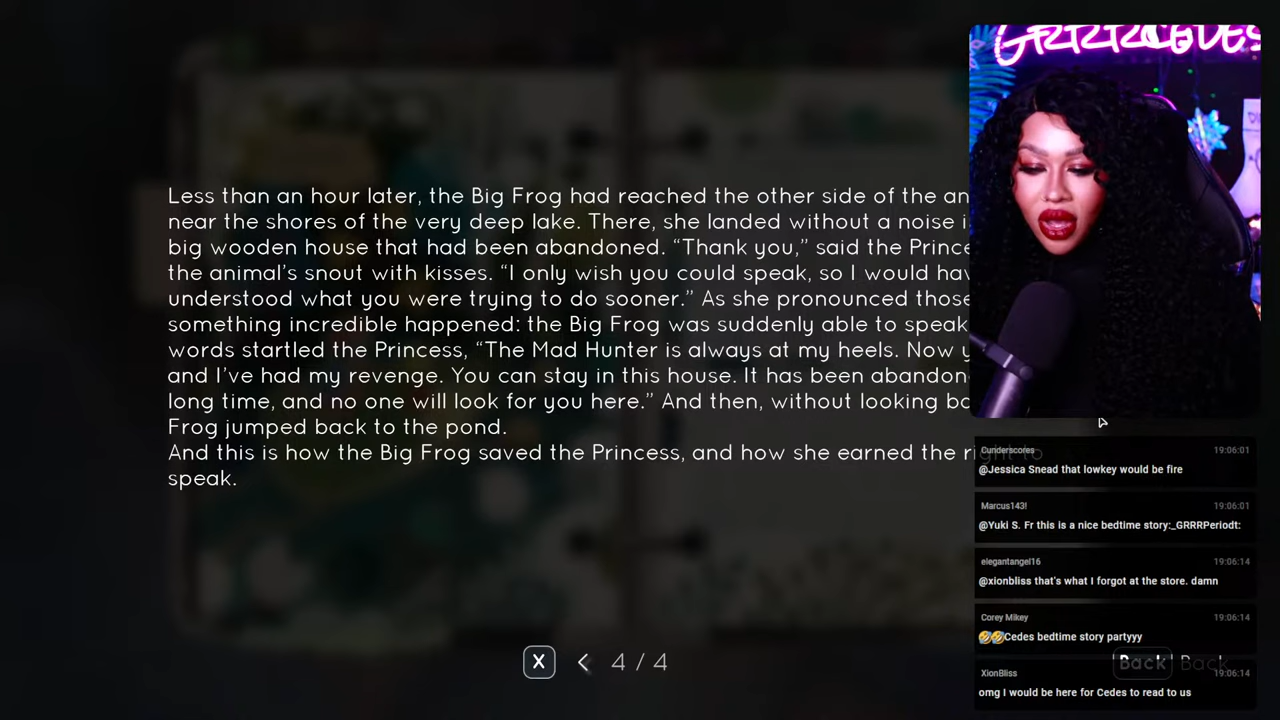 GRRRCEDES
Less than an hour later, the Big Frog had reached the other side of the
near the shores of the very deep lake. There, she landed without a noise
big wooden house that had been abandoned. “Thank you,” said the
the animal’s snout with kisses. “I only wish you could speak, so I would
understood what you were trying to do sooner.” As she pronounced those
something incredible happened: the Big Frog was suddenly able to speak
words startled the Princess, “The Mad Hunter is always at my heels. Now
and I’ve had my revenge. You can stay in this house. It has been
long time, and no one will look for you here.” And then, without looking
Frog jumped back to the pond.
And this is how the Big Frog saved the Princess, and how she earned the right to
speak.
X < 4 / 4
Back Back
Cunderscores 19:06:01
@Jessica Snead that lowkey would be fire
Marcus143! 19:06:01
@Yuki S. Fr this is a nice bedtime story:_GRRRPeriodt:
elegantangel16 19:06:14
@xionbliss that's what I forgot at the store. damn
Corey Mikey 19:06:14
🤣🤣Cedes bedtime story partyyy
XionBliss 19:06:14
omg I would be here for Cedes to read to us